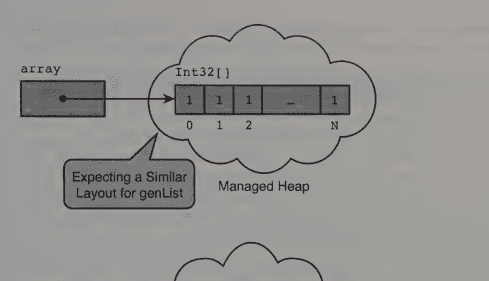 array
Int32[}
1 1 1 … 1
0 1 2 N
Expecting a Similar
Layout for genList
Managed Heap